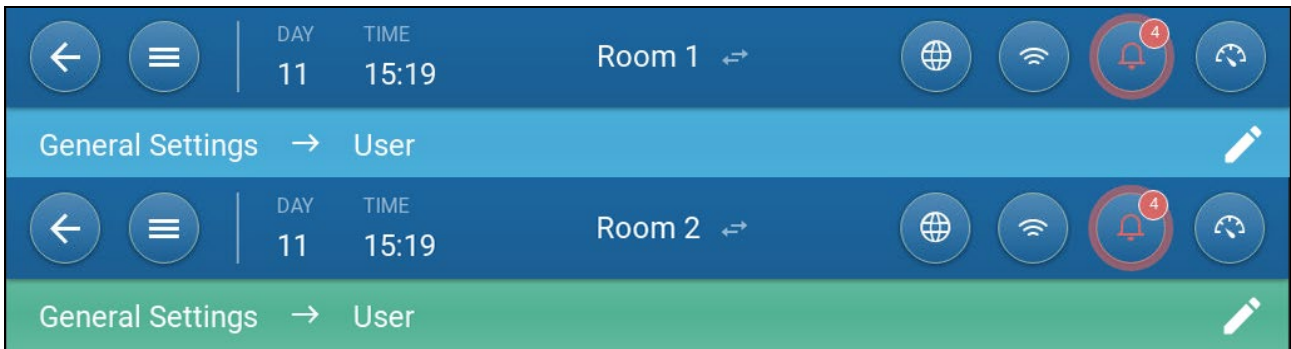 DAY TIME 4
11 15:19 Room 1
General Settings → User
DAY TIME 4
11 15:19 Room 2
General Settings → User